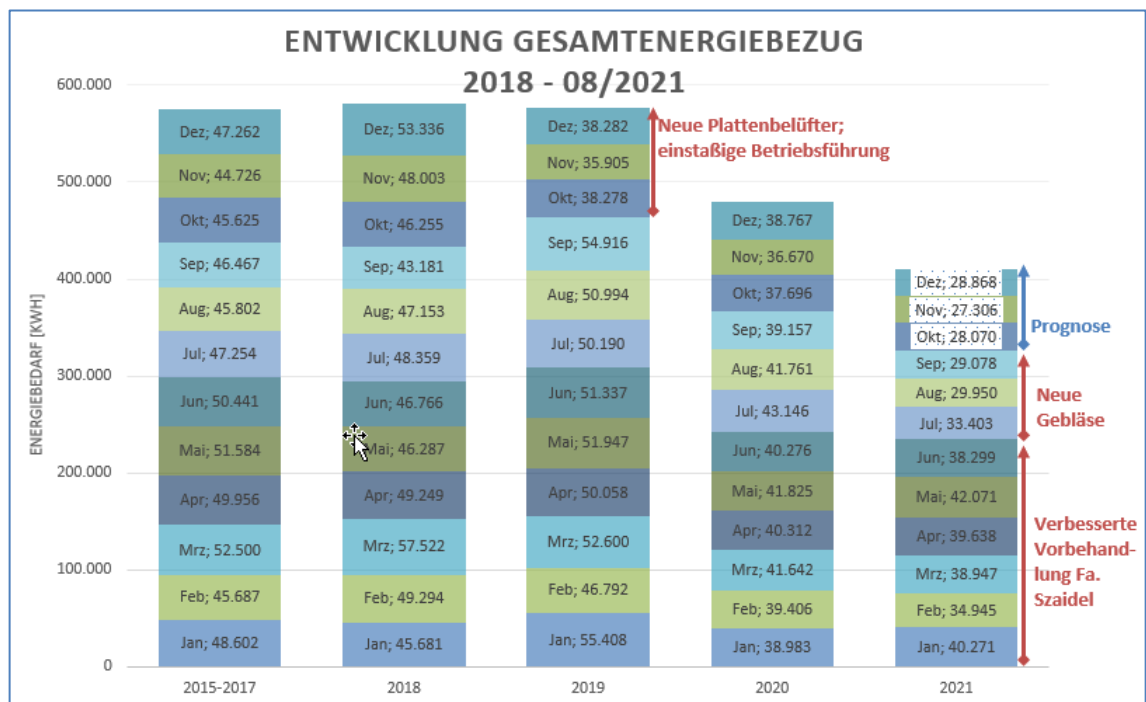 ENTWICKLUNG GESAMTENERGIEBEZUG
2018 - 08/2021
ENERGIEBEDARF [KWH]
600.000
500.000
400.000
300.000
200.000
100.000
0
Dez; 47.262
Nov; 44.726
Okt; 45.625
Sep; 46.467
Aug; 45.802
Jul; 47.254
Jun; 50.441
Mai; 51.584
Apr; 49.956
Mrz; 52.500
Feb; 45.687
Jan; 48.602
2015-2017
Dez; 53.336
Nov; 48.003
Okt; 46.255
Sep; 43.181
Aug; 47.153
Jul; 48.359
Jun; 46.766
Mai; 46.287
Apr; 49.249
Mrz; 57.522
Feb; 49.294
Jan; 45.681
2018
Dez; 38.282
Nov; 35.905
Okt; 38.278
Sep; 54.916
Aug; 50.994
Jul; 50.190
Jun; 51.337
Mai; 51.947
Apr; 50.058
Mrz; 52.600
Feb; 46.792
Jan; 55.408
2019
Neue Plattenbelüfter;
einstaßige Betriebsführung
Dez; 38.767
Nov; 36.670
Okt; 37.696
Sep; 39.157
Aug; 41.761
Jul; 43.146
Jun; 40.276
Mai; 41.825
Apr; 40.312
Mrz; 41.642
Feb; 39.406
Jan; 38.983
2020
Dez; 28.868
Nov; 27.306
Okt; 28.070
Sep; 29.078
Aug; 29.950
Jul; 33.403
Jun; 38.299
Mai; 42.071
Apr; 39.638
Mrz; 38.947
Feb; 34.945
Jan; 40.271
2021
Prognose
Neue
Gebläse
Verbesserte
Vorbehand-
lung Fa.
Szaidel